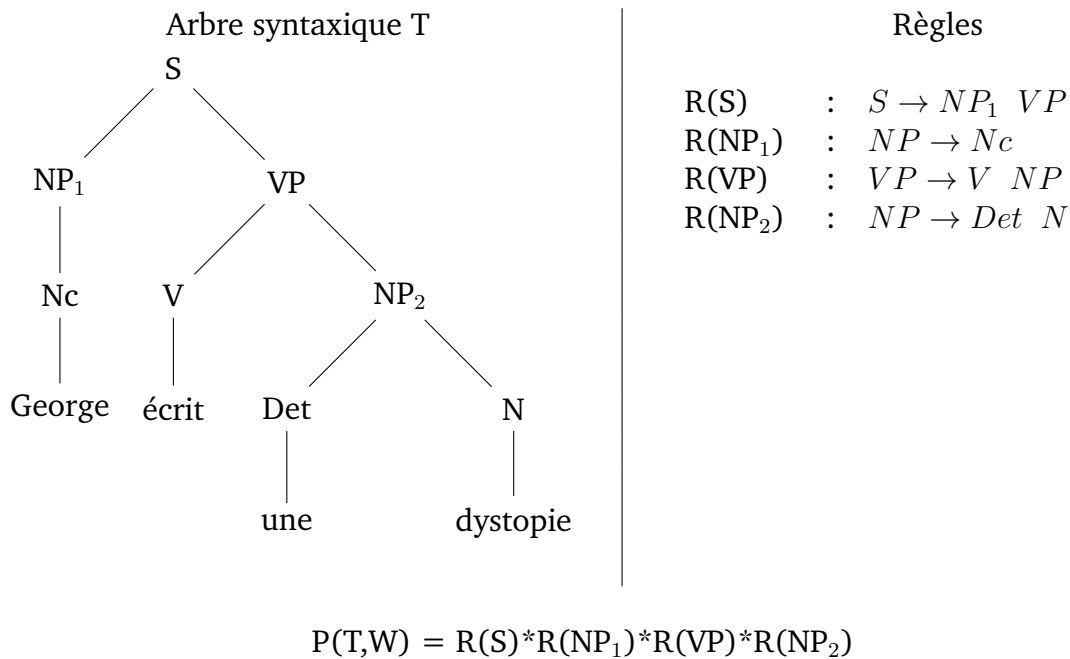 Arbre syntaxique T
S
NP₁ VP
Nc V NP₂
George écrit Det N
une dystopie
Règles
R(S) : S → NP₁ VP
R(NP₁) : NP → Nc
R(VP) : VP → V NP
R(NP₂) : NP → Det N
P(T,W) = R(S)*R(NP₁)*R(VP)*R(NP₂)